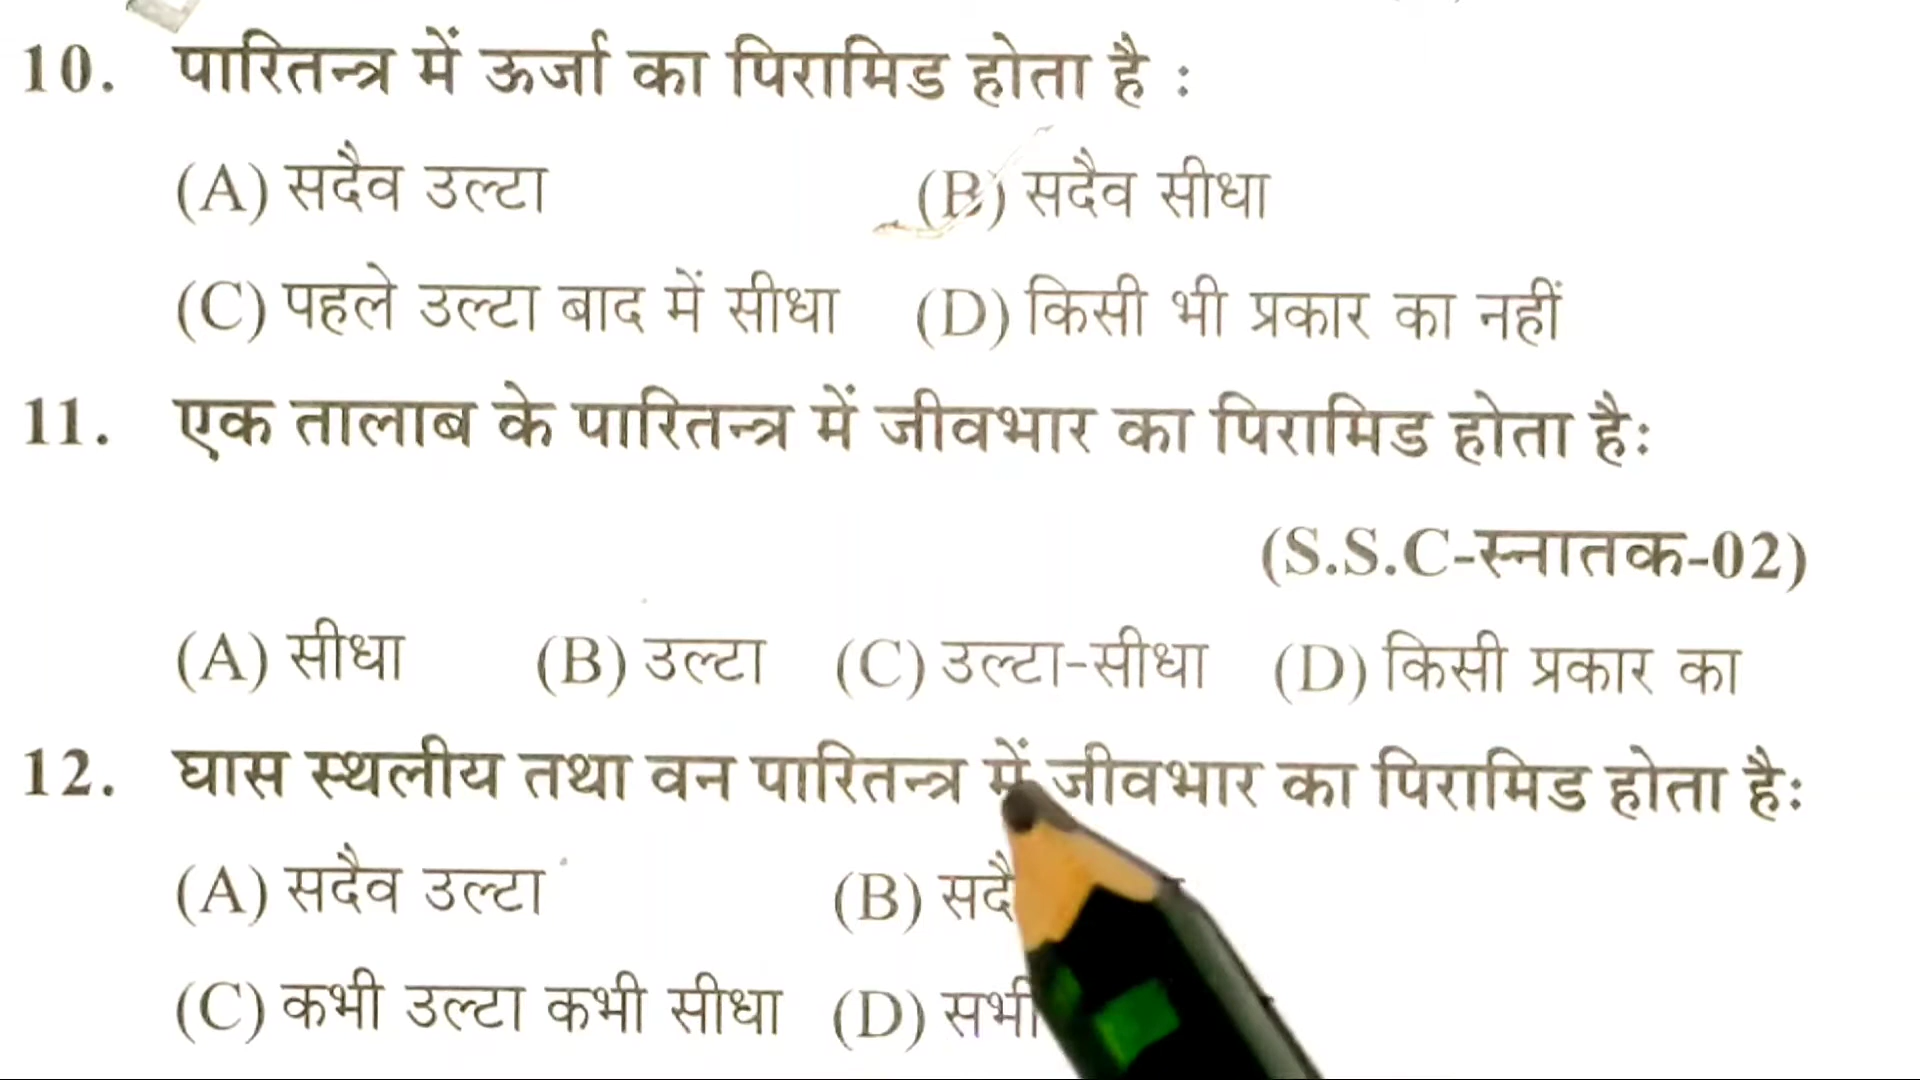 10. पारितन्त्र में ऊर्जा का पिरामिड होता है :
(A) सदैव उल्टा (B) सदैव सीधा
(C) पहले उल्टा बाद में सीधा (D) किसी भी प्रकार का नहीं
11. एक तालाब के पारितन्त्र में जीवभार का पिरामिड होता है:
(S.S.C-स्नातक-02)
(A) सीधा (B) उल्टा (C) उल्टा-सीधा (D) किसी प्रकार का
12. घास स्थलीय तथा वन पारितन्त्र में जीवभार का पिरामिड होता है:
(A) सदैव उल्टा (B)
(C) कभी उल्टा कभी सीधा (D) सभी